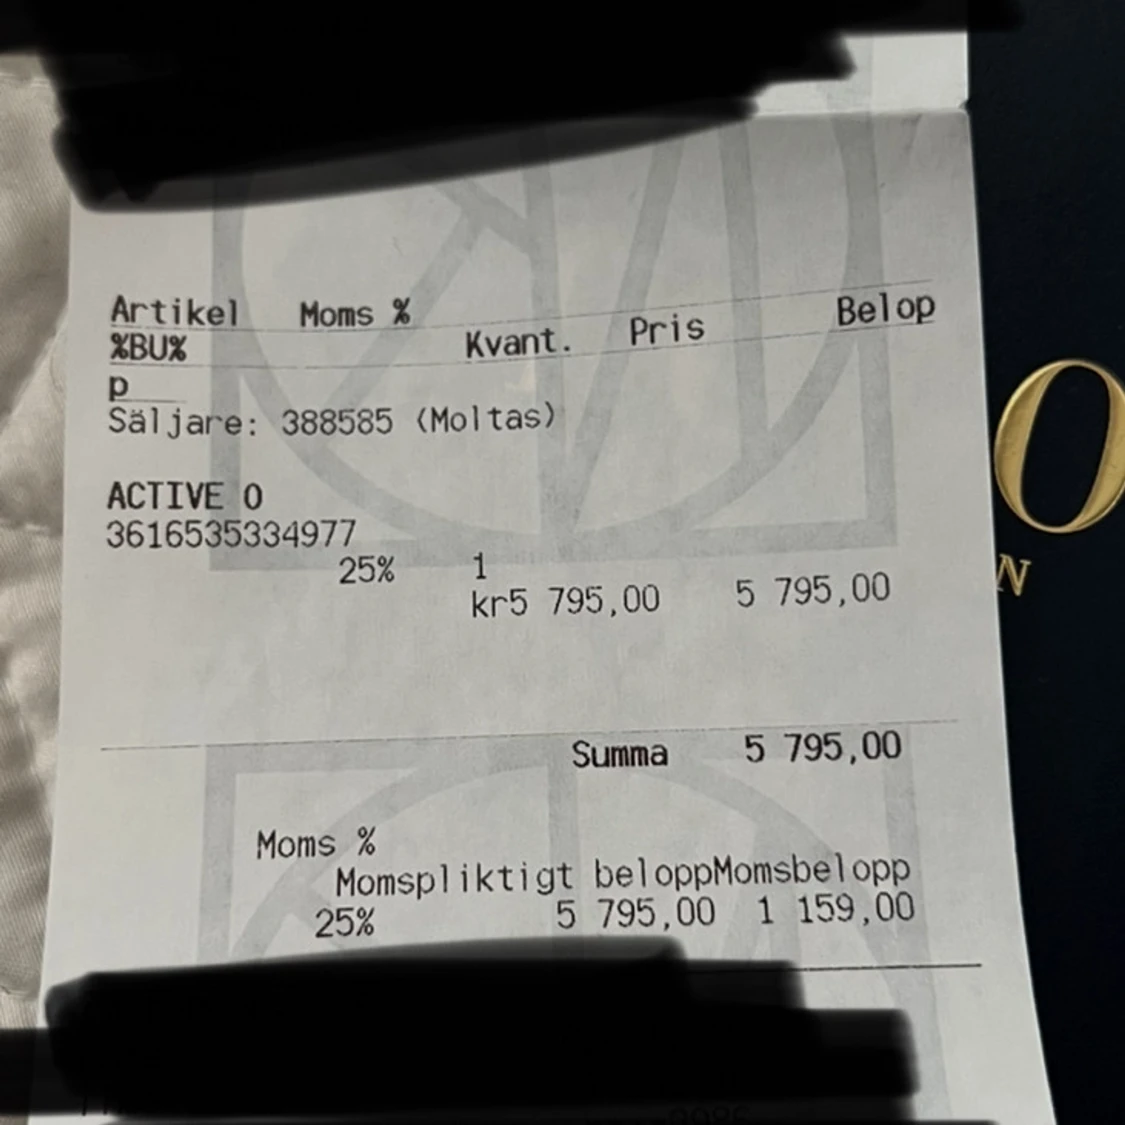 Artikel Moms % Belop
%BU% Kvant. Pris
p
Säljare: 388585 (Moltas)
ACTIVE O
3616535334977
25% 1
kr5 795,00 5 795,00
Summa 5 795,00
Moms %
Momspliktigt beloppMomsbelopp
25% 5 795,00 1 159,00
O
N